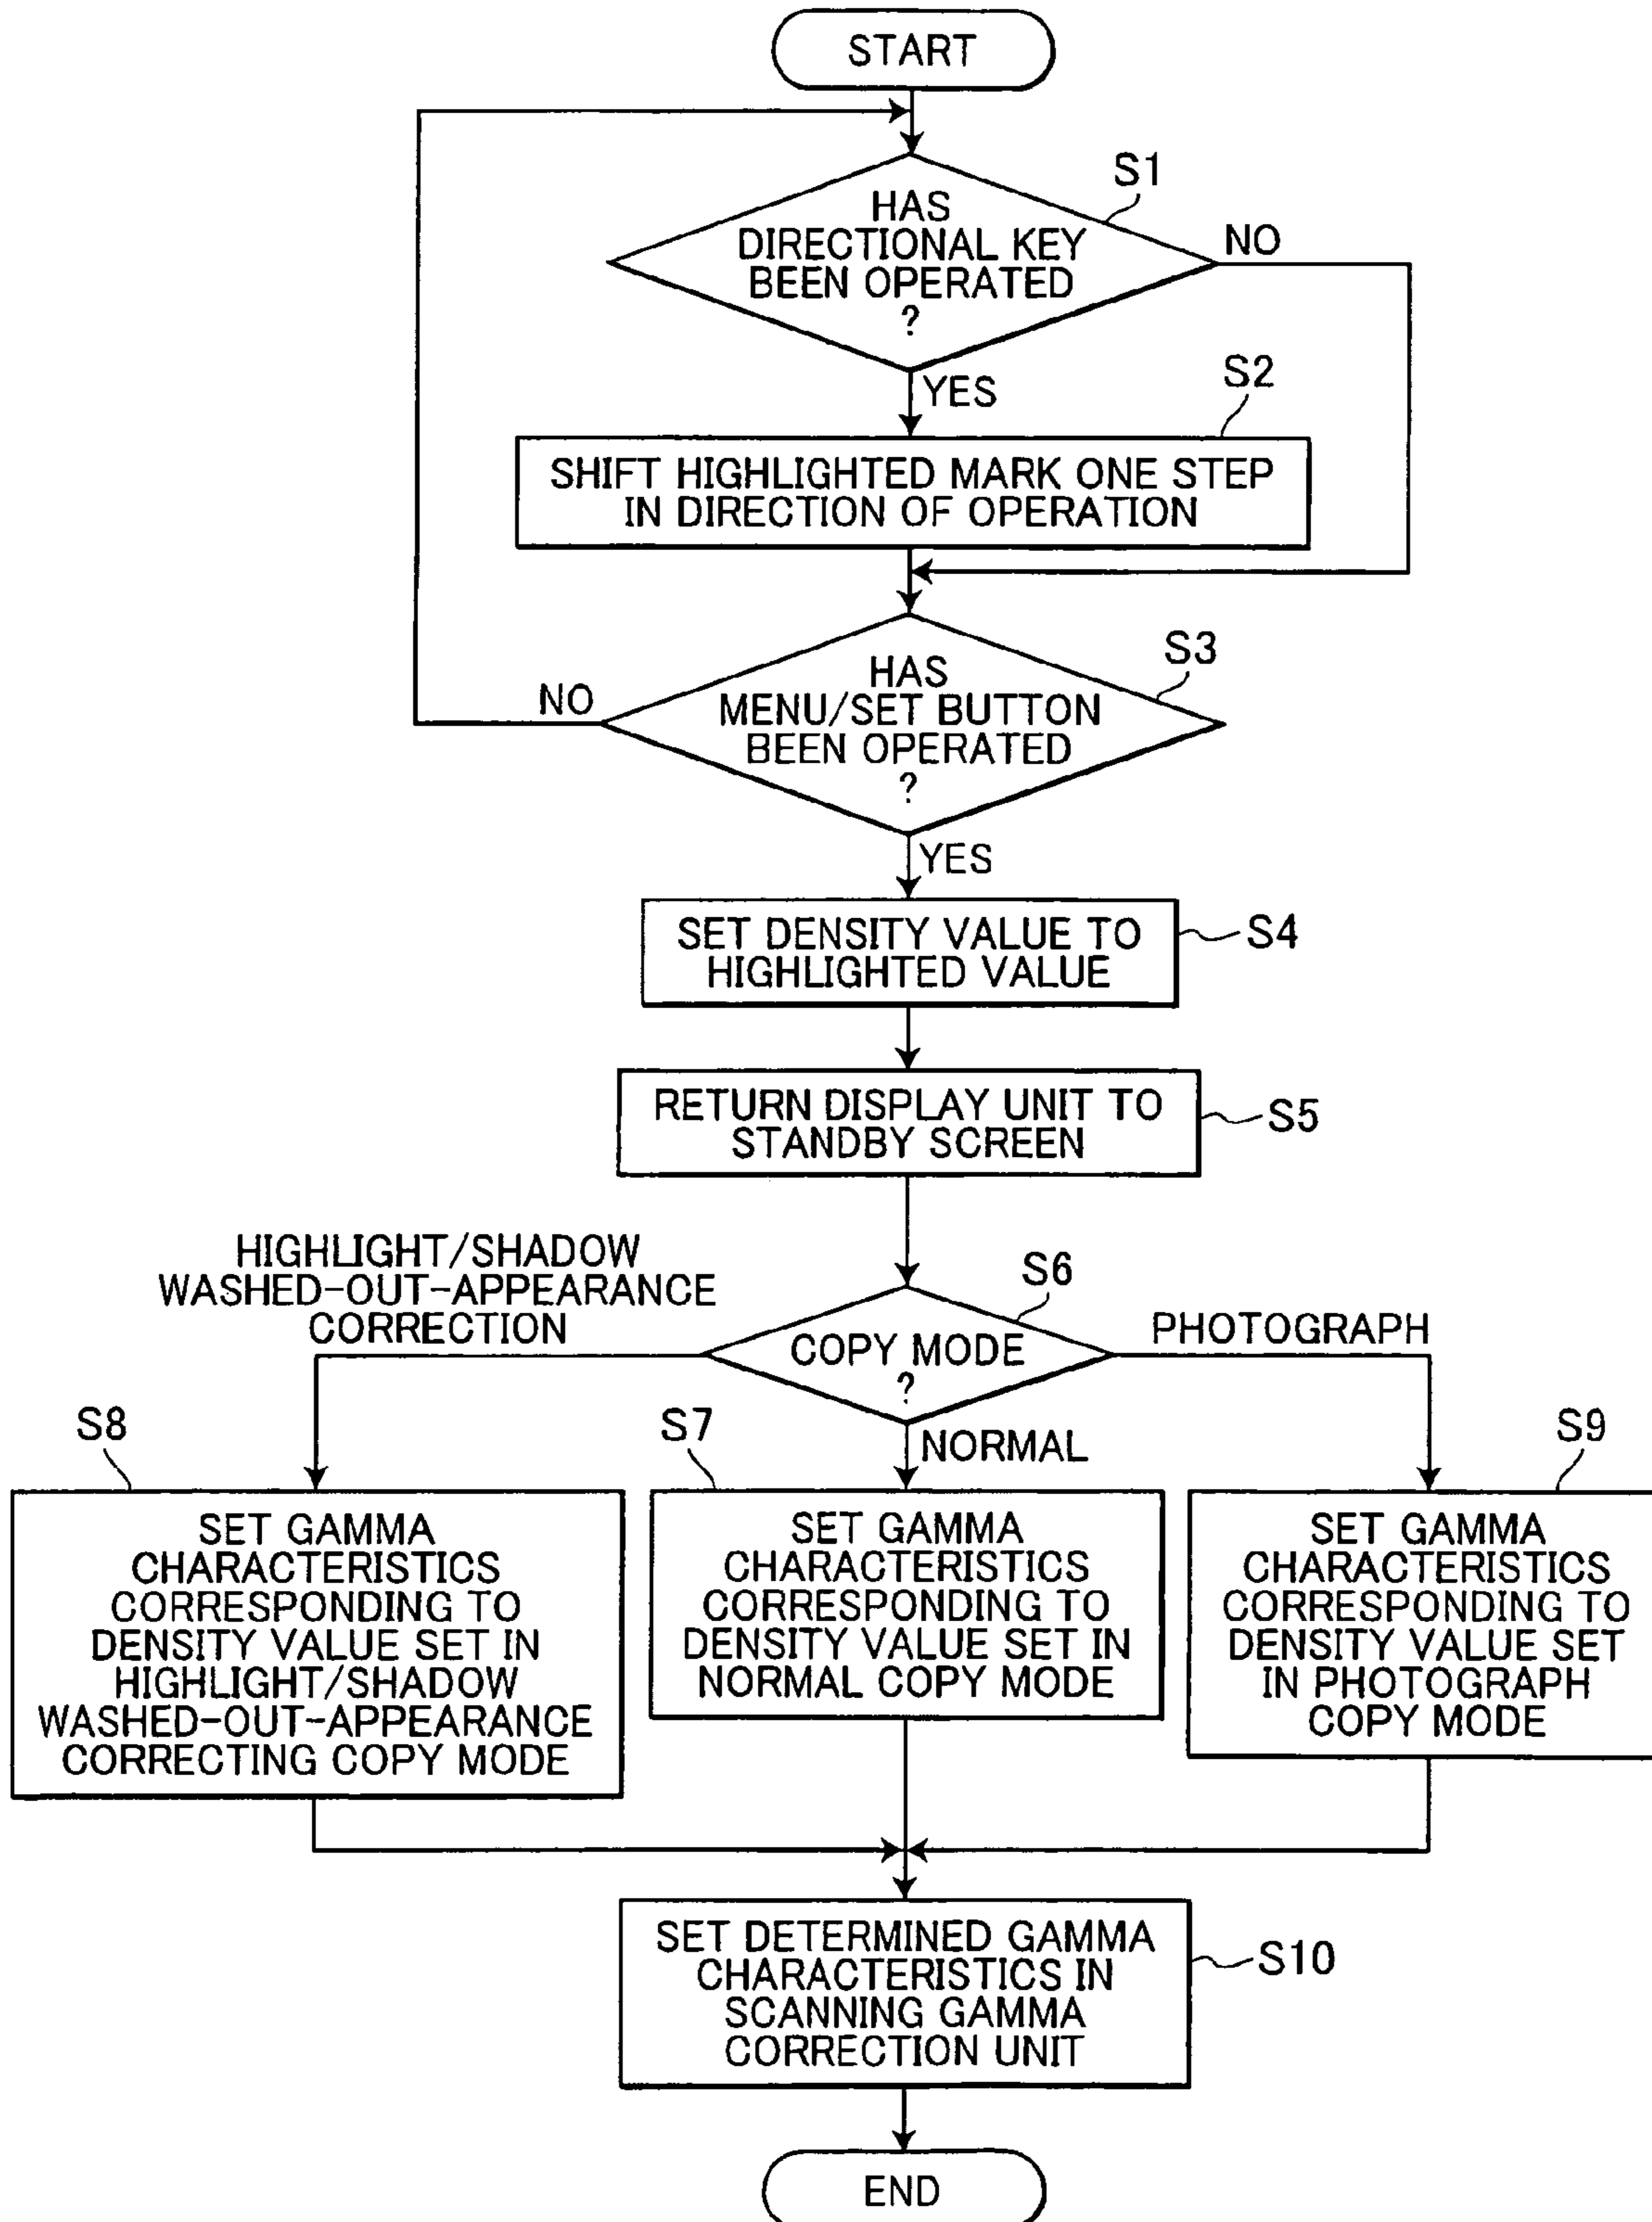 START
S1
HAS
DIRECTIONAL KEY
BEEN OPERATED
?
NO
YES
S2
SHIFT HIGHLIGHTED MARK ONE STEP
IN DIRECTION OF OPERATION
S3
HAS
MENU/SET BUTTON
BEEN OPERATED
?
NO
YES
SET DENSITY VALUE TO
HIGHLIGHTED VALUE
S4
RETURN DISPLAY UNIT TO
STANDBY SCREEN
S5
HIGHLIGHT/SHADOW
WASHED-OUT-APPEARANCE
CORRECTION
S6
COPY MODE
?
PHOTOGRAPH
NORMAL
S8
SET GAMMA
CHARACTERISTICS
CORRESPONDING TO
DENSITY VALUE SET IN
HIGHLIGHT/SHADOW
WASHED-OUT-APPEARANCE
CORRECTING COPY MODE
S7
SET GAMMA
CHARACTERISTICS
CORRESPONDING TO
DENSITY VALUE SET IN
NORMAL COPY MODE
S9
SET GAMMA
CHARACTERISTICS
CORRESPONDING TO
DENSITY VALUE SET
IN PHOTOGRAPH
COPY MODE
SET DETERMINED GAMMA
CHARACTERISTICS IN
SCANNING GAMMA
CORRECTION UNIT
S10
END